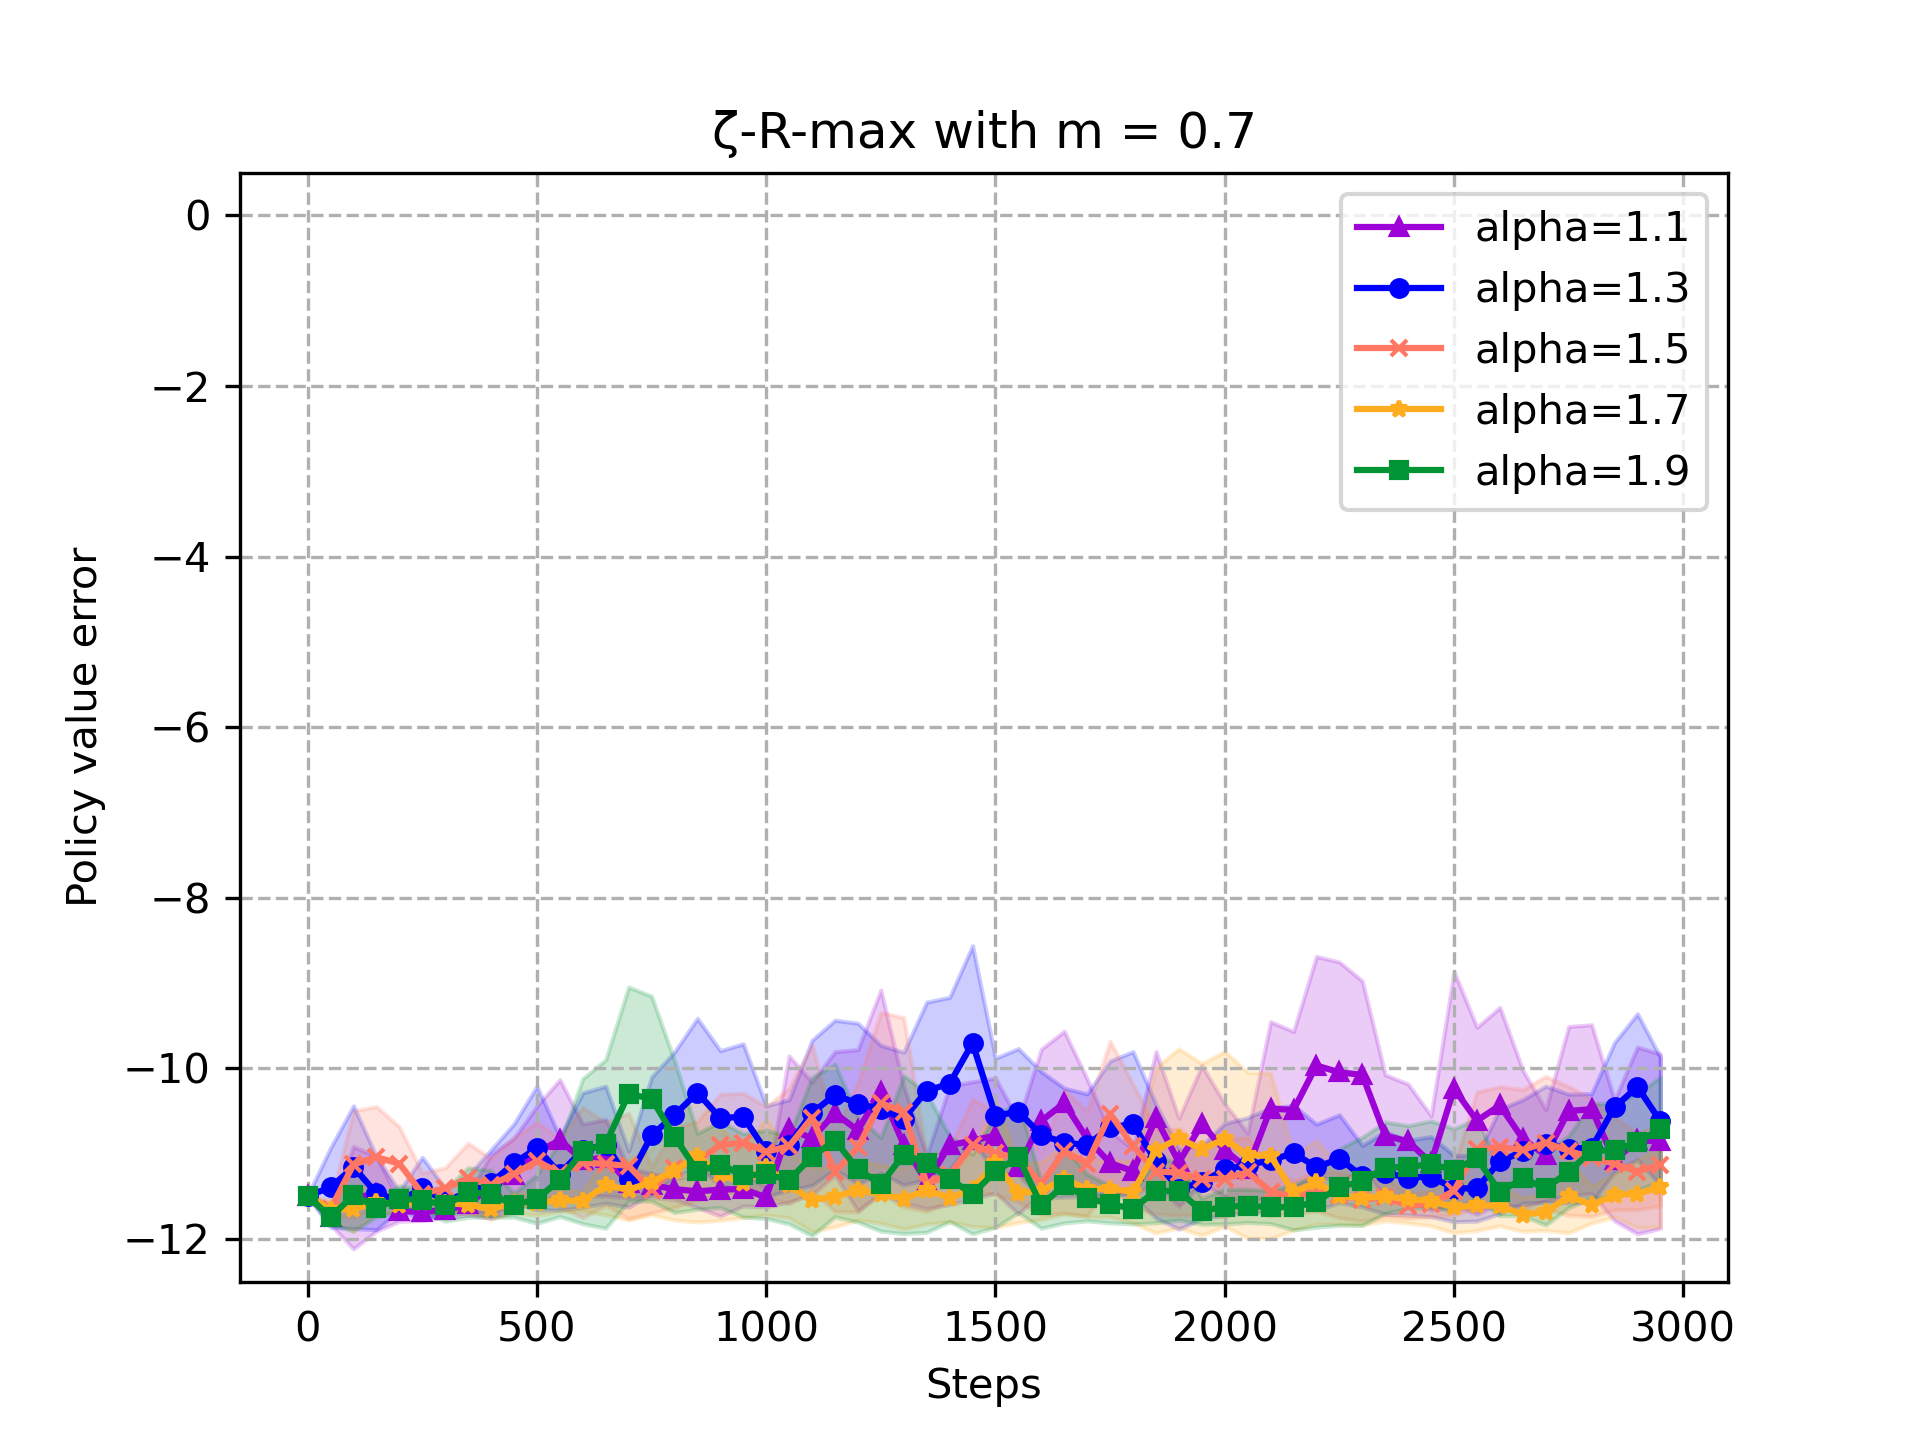 ζ-R-max with m = 0.7
Policy value error
0
−2
−4
−6
−8
−10
−12
alpha=1.1
alpha=1.3
alpha=1.5
alpha=1.7
alpha=1.9
0 500 1000 1500 2000 2500 3000
Steps